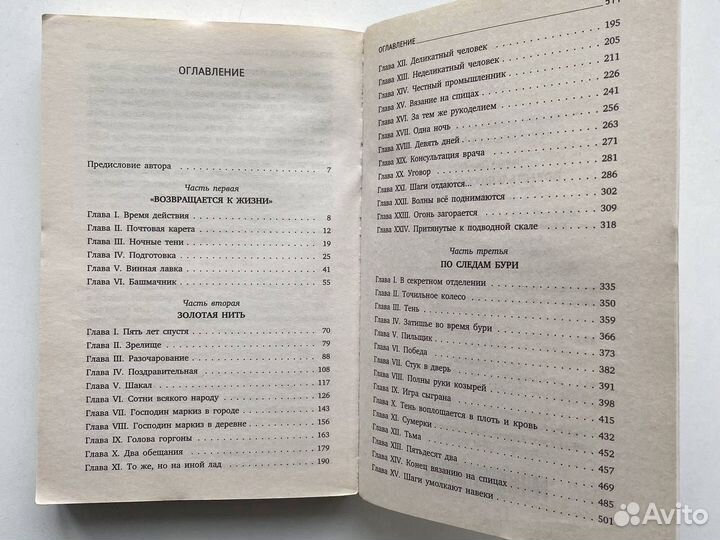 ОГЛАВЛЕНИЕ
Предисловие автора . . . . . . . . . . 7
Часть первая
«ВОЗВРАЩАЕТСЯ К ЖИЗНИ»
Глава I. Время действия . . . . . . . . . . 8
Глава II. Почтовая карета . . . . . . . . . . 12
Глава III. Ночные тени . . . . . . . . . . 19
Глава IV. Подготовка . . . . . . . . . . 25
Глава V. Винная лавка . . . . . . . . . . 41
Глава VI. Башмачник . . . . . . . . . . 55
Часть вторая
ЗОЛОТАЯ НИТЬ
Глава I. Пять лет спустя . . . . . . . . . . 70
Глава II. Зрелище . . . . . . . . . . 79
Глава III. Разочарование . . . . . . . . . . 88
Глава IV. Поздравительная . . . . . . . . . . 108
Глава V. Шакал . . . . . . . . . . 117
Глава VI. Сотни всякого народу . . . . . . . . . . 126
Глава VII. Господин маркиз в городе . . . . . . . . . . 143
Глава VIII. Господин маркиз в деревне . . . . . . . . . . 156
Глава IX. Голова горгоны . . . . . . . . . . 163
Глава X. Два обещания . . . . . . . . . . 179
Глава XI. То же, но на иной лад . . . . . . . . . . 190
ОГЛАВЛЕНИЕ
Глава XII. Деликатный человек . . . . . . . . . . 195
Глава XIII. Неделикатный человек . . . . . . . . . . 205
Глава XIV. Честный промышленник . . . . . . . . . . 211
Глава XV. Вязание на спицах . . . . . . . . . . 226
Глава XVI. За тем же рукоделием . . . . . . . . . . 241
Глава XVII. Одна ночь . . . . . . . . . . 256
Глава XVIII. Девять дней . . . . . . . . . . 263
Глава XIX. Консультация врача . . . . . . . . . . 271
Глава XX. Уговор . . . . . . . . . . 281
Глава XXI. Шаги отдаются... . . . . . . . . . . 286
Глава XXII. Волны всё поднимаются . . . . . . . . . . 302
Глава XXIII. Огонь загорается . . . . . . . . . . 309
Глава XXIV. Притянутые к подводной скале . . . . . . . . . . 318
Часть третья
ПО СЛЕДАМ БУРИ
Глава I. В секретном отделении . . . . . . . . . . 335
Глава II. Точильное колесо . . . . . . . . . . 350
Глава III. Тень . . . . . . . . . . 359
Глава IV. Затишье во время бури . . . . . . . . . . 366
Глава V. Пильщик . . . . . . . . . . 373
Глава VI. Победа . . . . . . . . . . 382
Глава VII. Стук в дверь . . . . . . . . . . 391
Глава VIII. Полны руки козырей . . . . . . . . . . 398
Глава IX. Игра сыграна . . . . . . . . . . 415
Глава X. Тень воплощается в плоть и кровь . . . . . . . . . . 432
Глава XI. Сумерки . . . . . . . . . . 452
Глава XII. Тьма . . . . . . . . . . 457
Глава XIII. Пятьдесят два . . . . . . . . . . 469
Глава XIV. Конец вязанию на спицах . . . . . . . . . . 485
Глава XV. Шаги умолкают навеки . . . . . . . . . . 501
Avito